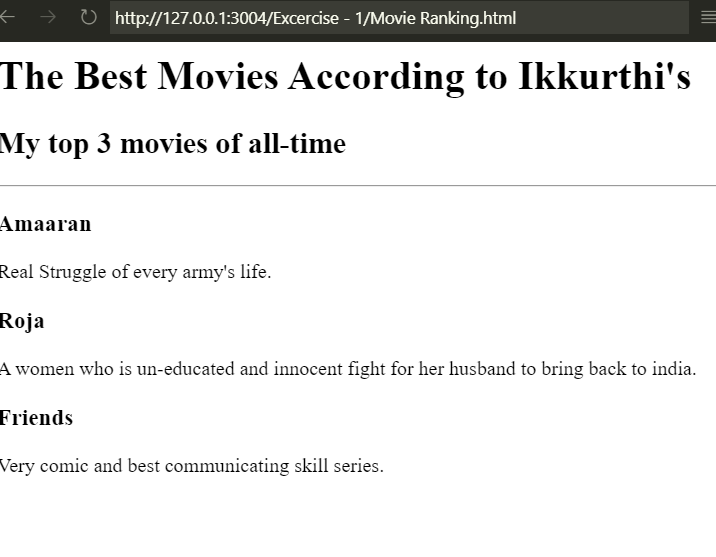 http://127.0.0.1:3004/Excercise - 1/Movie Ranking.html
The Best Movies According to Ikkurthi's
My top 3 movies of all-time
Amaaran
Real Struggle of every army's life.
Roja
A women who is un-educated and innocent fight for her husband to bring back to india.
Friends
Very comic and best communicating skill series.